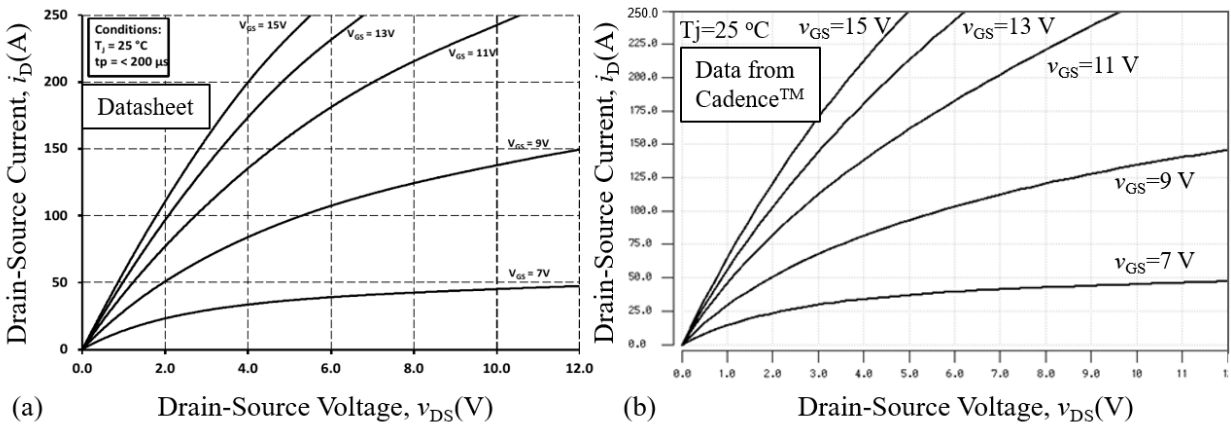 Drain-Source Current, iD(A)
250
200
150
100
50
0
Conditions:
Tj = 25 °C
tp = < 200 µs
Datasheet
VGS = 15V
VGS = 13V
VGS = 11V
VGS = 9V
VGS = 7V
0.0 2.0 4.0 6.0 8.0 10.0 12.0
(a) Drain-Source Voltage, vDS(V)
Drain-Source Current, iD(A)
250.0
225.0
200.0
175.0
150.0
125.0
100.0
75.0
50.0
25.0
0.0
Tj=25 °C
Data from
Cadence™
vGS=15 V
vGS=13 V
vGS=11 V
vGS=9 V
vGS=7 V
0.0 1.0 2.0 3.0 4.0 5.0 6.0 7.0 8.0 9.0 10 11
(b) Drain-Source Voltage, vDS(V)